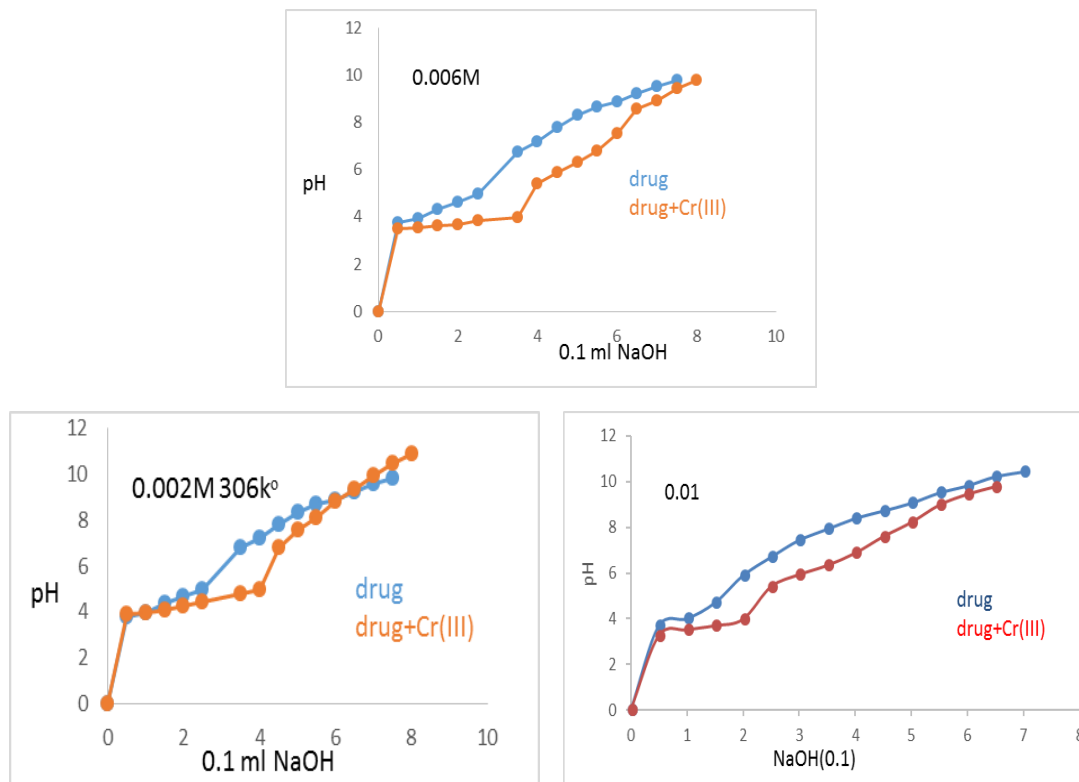 12
10
8
6
4
2
0
0.006M
pH
drug
drug+Cr(III)
0 2 4 6 8 10
0.1 ml NaOH
12
10
8
6
4
2
0
0.002M 306kᵒ
pH
drug
drug+Cr(III)
0 2 4 6 8 10
0.1 ml NaOH
12
10
8
6
4
2
0
0.01
pH
drug
drug+Cr(III)
0 1 2 3 4 5 6 7 8
NaOH(0.1)